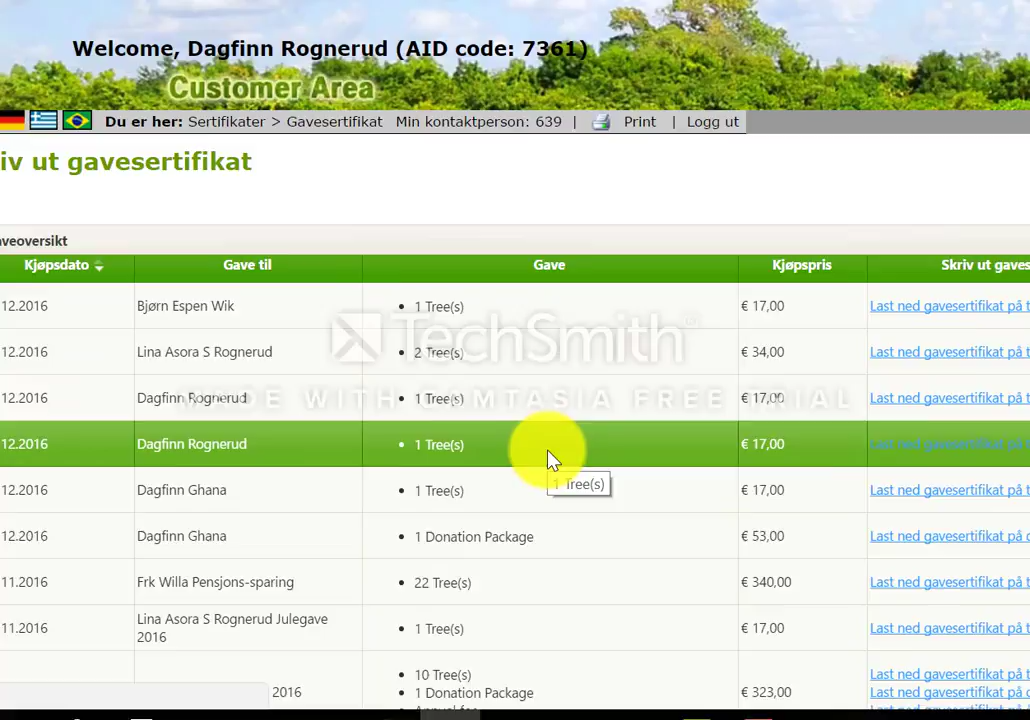 Welcome, Dagfinn Rognerud (AID code: 7361)
Customer Area
Du er her: Sertifikater > Gavesertifikat Min kontaktperson: 639 | Print | Logg ut
iv ut gavesertifikat
aveoversikt
Kjøpsdato Gave til Gave Kjøpspris Skriv ut gaves
12.2016 Bjørn Espen Wik • 1 Tree(s) € 17,00 Last ned gavesertifikat på t
TechSmith
12.2016 Lina Asora S Rognerud • 2 Tree(s) € 34,00 Last ned gavesertifikat på t
MADE WITH CAMTASIA FREE TRIAL
12.2016 Dagfinn Rognerud • 1 Tree(s) € 17,00 Last ned gavesertifikat på t
12.2016 Dagfinn Rognerud • 1 Tree(s) € 17,00 Last ned gavesertifikat på
1 Tree(s)
12.2016 Dagfinn Ghana • 1 Tree(s) € 17,00 Last ned gavesertifikat på t
12.2016 Dagfinn Ghana • 1 Donation Package € 53,00 Last ned gavesertifikat på d
11.2016 Frk Willa Pensjons-sparing • 22 Tree(s) € 340,00 Last ned gavesertifikat på t
11.2016 Lina Asora S Rognerud Julegave • 1 Tree(s) € 17,00 Last ned gavesertifikat på t
2016
• 10 Tree(s) Last ned gavesertifikat på t
2016 • 1 Donation Package € 323,00 Last ned gavesertifikat på d